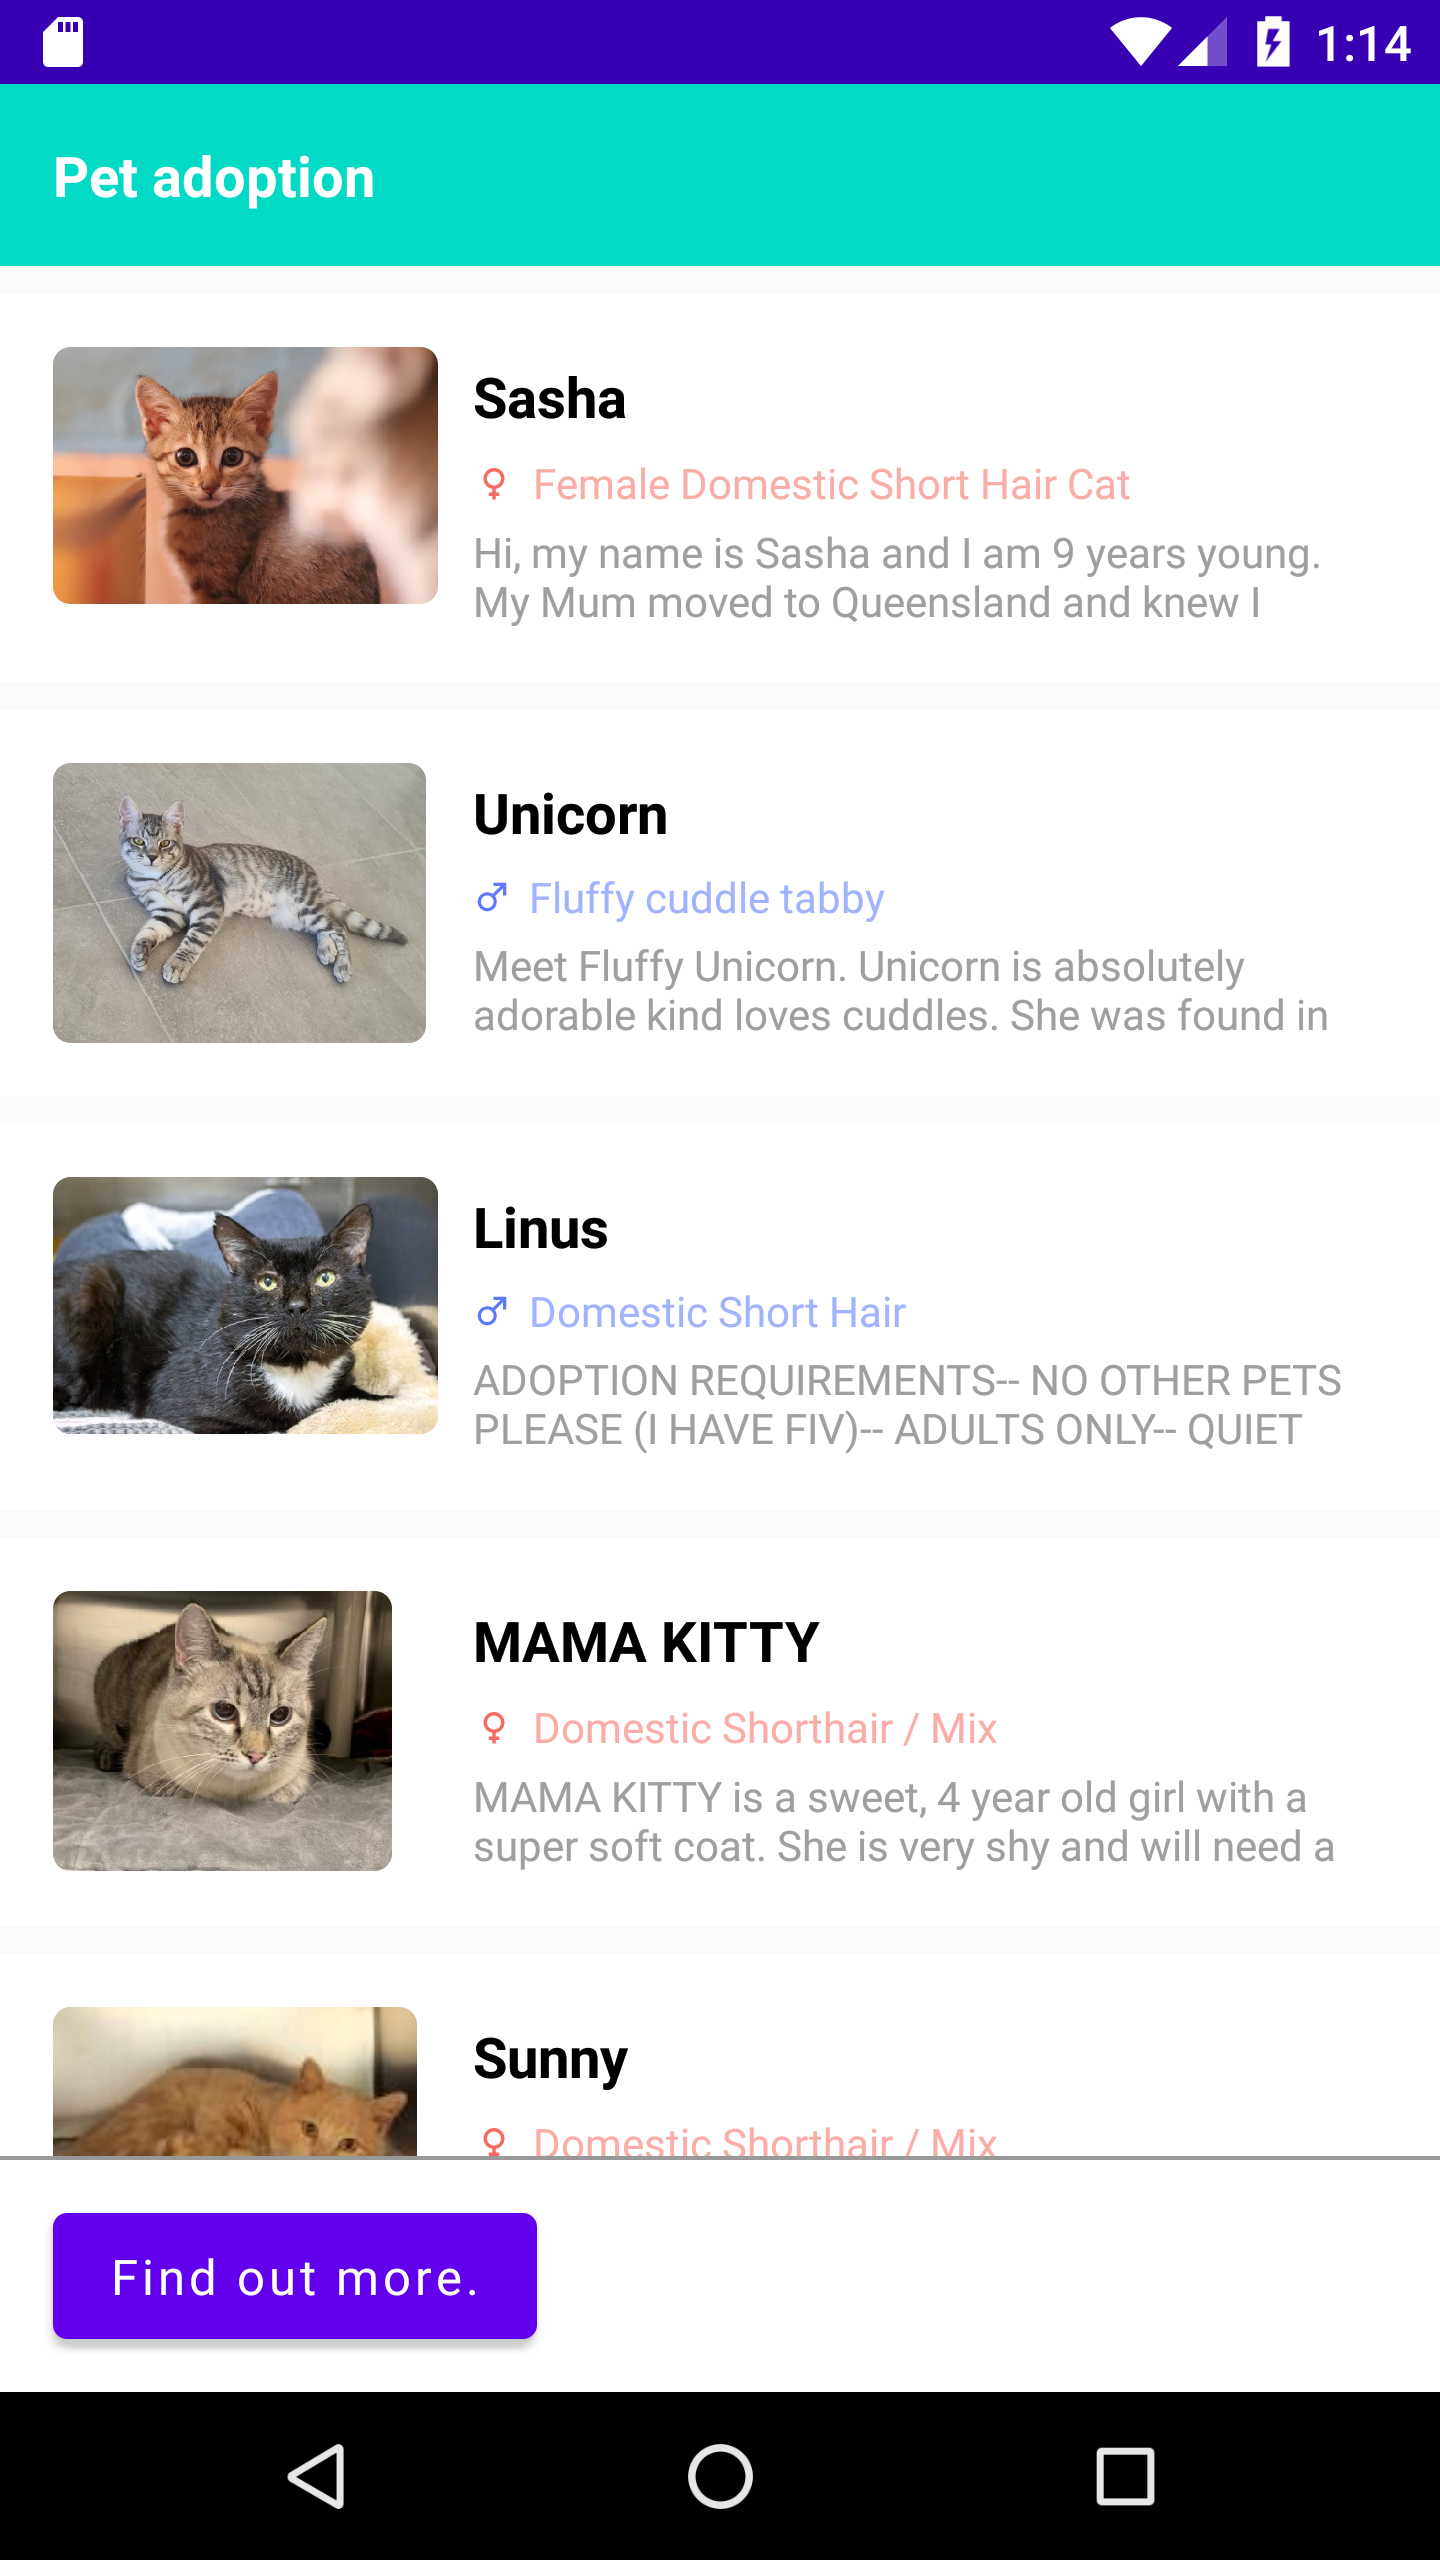 1:14
Pet adoption
Sasha
♀ Female Domestic Short Hair Cat
Hi, my name is Sasha and I am 9 years young.
My Mum moved to Queensland and knew I
Unicorn
♂ Fluffy cuddle tabby
Meet Fluffy Unicorn. Unicorn is absolutely
adorable kind loves cuddles. She was found in
Linus
♂ Domestic Short Hair
ADOPTION REQUIREMENTS-- NO OTHER PETS
PLEASE (I HAVE FIV)-- ADULTS ONLY-- QUIET
MAMA KITTY
♀ Domestic Shorthair / Mix
MAMA KITTY is a sweet, 4 year old girl with a
super soft coat. She is very shy and will need a
Sunny
♀ Domestic Shorthair / Mix
Find out more.